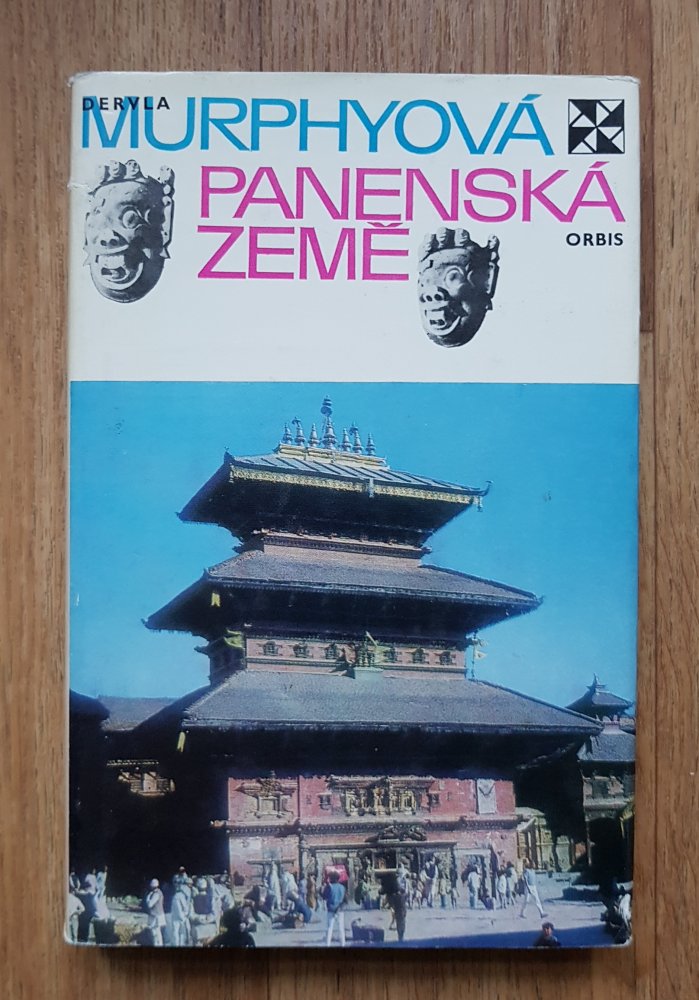 DERVLA
MURPHYOVÁ
PANENSKÁ
ZEMĚ
ORBIS